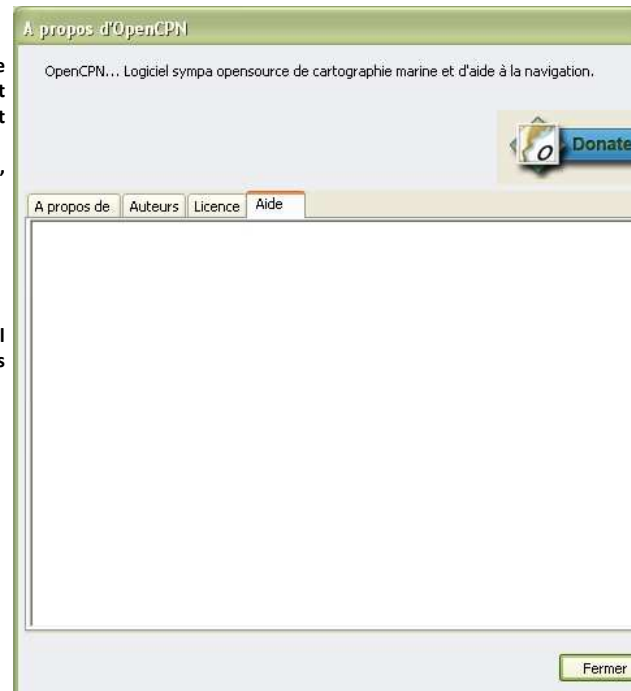 A propos d'OpenCPN
OpenCPN... Logiciel sympa opensource de cartographie marine et d'aide à la navigation.
Donate
A propos de Auteurs Licence Aide
Fermer
e
t
t
,
l
s